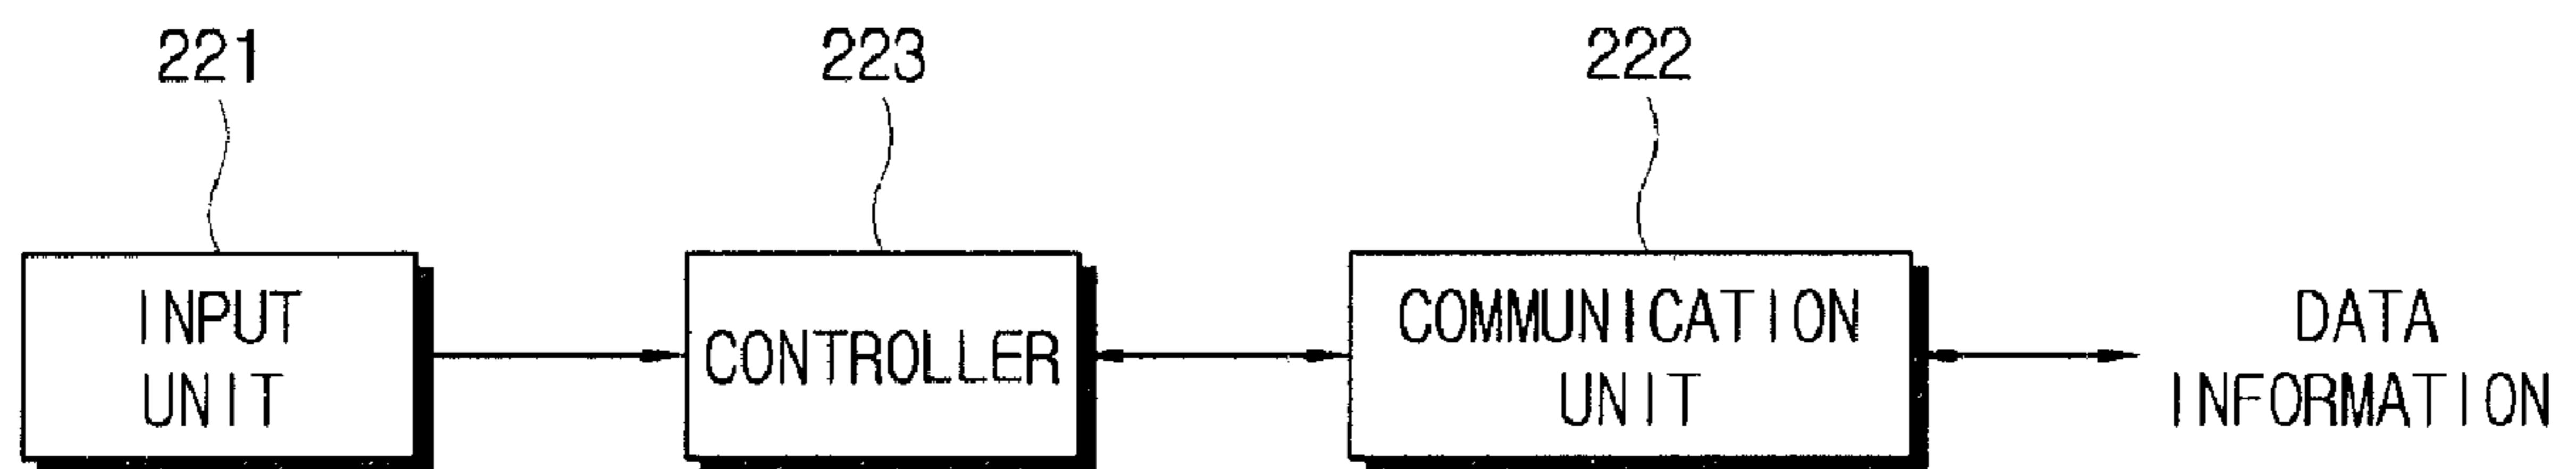 221
223
222
INPUT
UNIT
CONTROLLER
COMMUNICATION
UNIT
DATA
INFORMATION